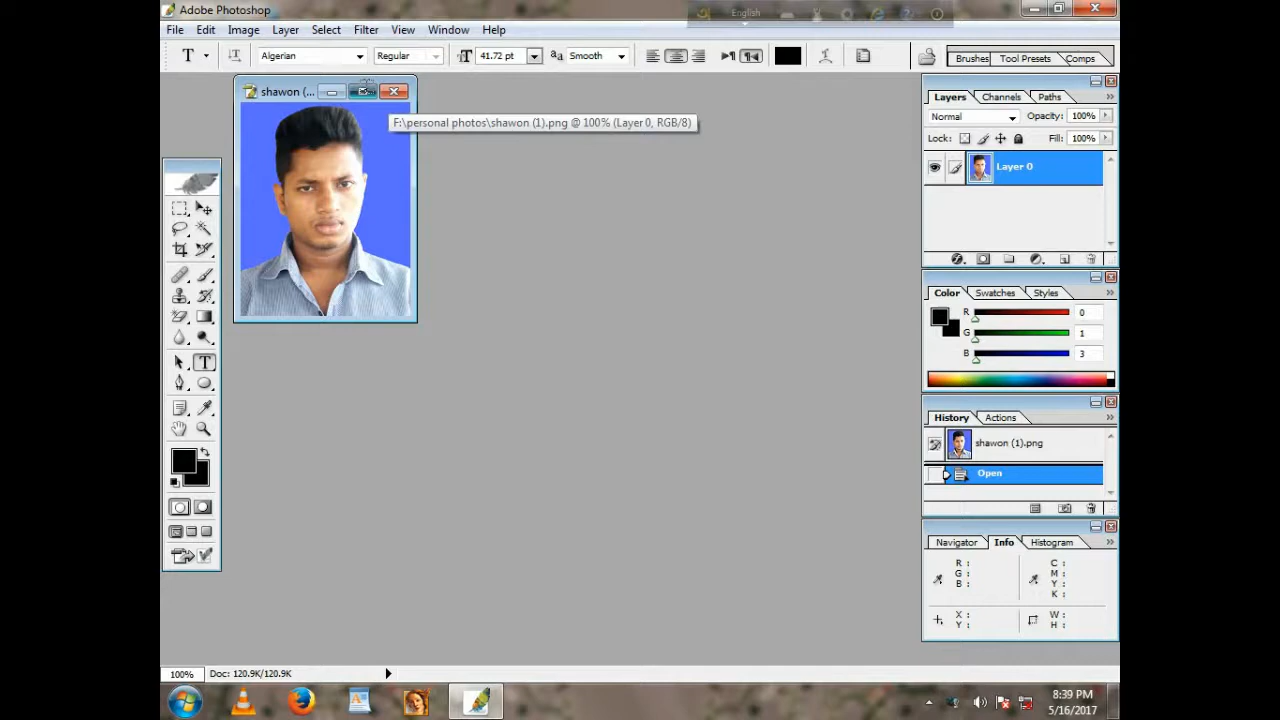 Adobe Photoshop
English
File Edit Image Layer Select Filter View Window Help
T Algerian Regular T 41.72 pt aa Smooth Brushes Tool Presets Comps
shawon (...
F:\personal photos\shawon (1).png @ 100% (Layer 0, RGB/8)
Layers Channels Paths
Normal Opacity: 100%
Lock: Fill: 100%
Layer 0
Color Swatches Styles
R 0
G 1
B 3
T
History Actions
shawon (1).png
Open
Navigator Info Histogram
R : C :
G : M :
B : Y :
K :
X : W :
Y : H :
100% Doc: 120.9K/120.9K
8:39 PM
5/16/2017